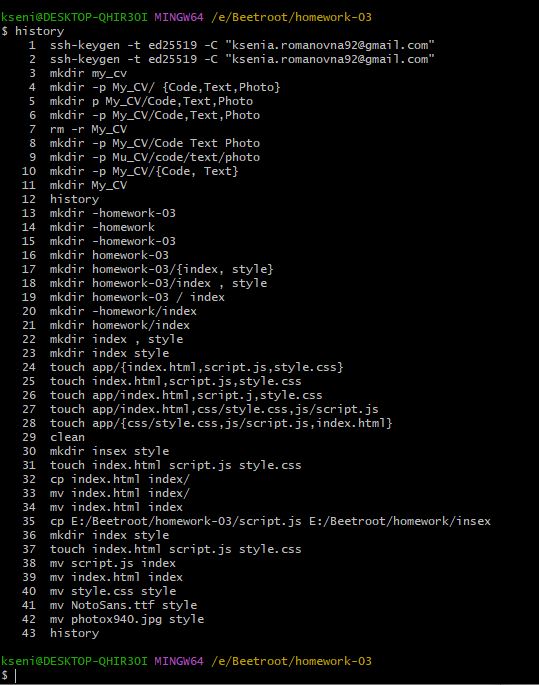 kseni@DESKTOP-QHIR3OI MINGW64 /e/Beetroot/homework-03
$ history
1 ssh-keygen -t ed25519 -C "ksenia.romanovna92@gmail.com"
2 ssh-keygen -t ed25519 -C "ksenia.romanovna92@gmail.com"
3 mkdir my_cv
4 mkdir -p My_CV/ {Code,Text,Photo}
5 mkdir p My_CV/Code,Text,Photo
6 mkdir -p My_CV/Code,Text,Photo
7 rm -r My_CV
8 mkdir -p My_CV/Code Text Photo
9 mkdir -p Mu_CV/code/text/photo
10 mkdir -p My_CV/{Code, Text}
11 mkdir My_CV
12 history
13 mkdir -homework-03
14 mkdir -homework
15 mkdir -homework-03
16 mkdir homework-03
17 mkdir homework-03/{index, style}
18 mkdir homework-03/index , style
19 mkdir homework-03 / index
20 mkdir -homework/index
21 mkdir homework/index
22 mkdir index , style
23 mkdir index style
24 touch app/{index.html,script.js,style.css}
25 touch index.html,script.js,style.css
26 touch app/index.html,script.j,style.css
27 touch app/index.html,css/style.css,js/script.js
28 touch app/{css/style.css,js/script.js,index.html}
29 clean
30 mkdir insex style
31 touch index.html script.js style.css
32 cp index.html index/
33 mv index.html index/
34 mv index.html index
35 cp E:/Beetroot/homework-03/script.js E:/Beetroot/homework/insex
36 mkdir index style
37 touch index.html script.js style.css
38 mv script.js index
39 mv index.html index
40 mv style.css style
41 mv NotoSans.ttf style
42 mv photox940.jpg style
43 history
kseni@DESKTOP-QHIR3OI MINGW64 /e/Beetroot/homework-03
$